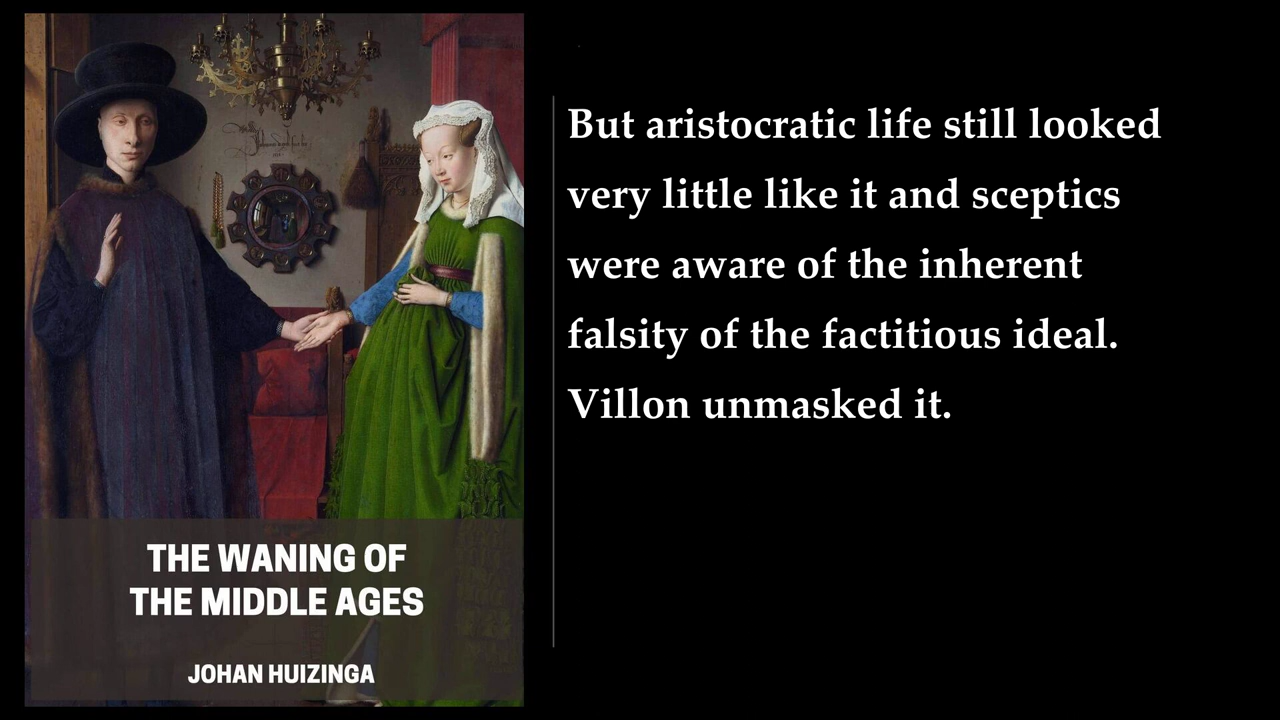 THE WANING OF
THE MIDDLE AGES
JOHAN HUIZINGA
But aristocratic life still looked
very little like it and sceptics
were aware of the inherent
falsity of the factitious ideal.
Villon unmasked it.